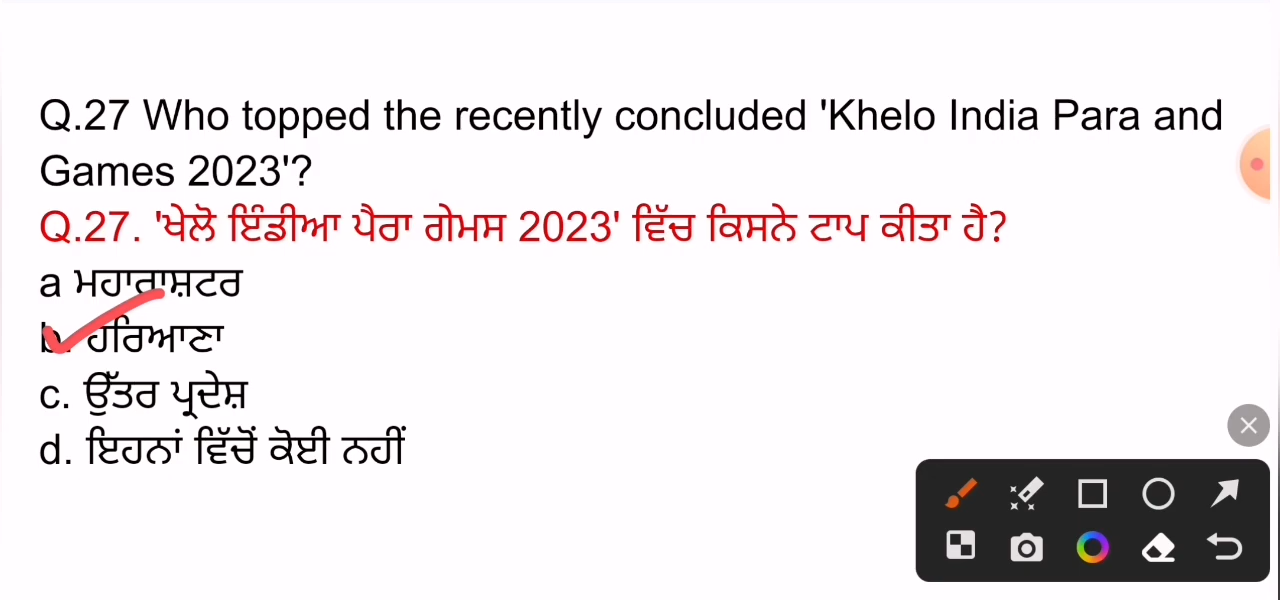 Q.27 Who topped the recently concluded 'Khelo India Para and
Games 2023'?
Q.27. 'ਖੇਲੋ ਇੰਡੀਆ ਪੈਰਾ ਗੇਮਸ 2023' ਵਿੱਚ ਕਿਸਨੇ ਟਾਪ ਕੀਤਾ ਹੈ?
a ਮਹਾਰਾਸ਼ਟਰ
b. ਹਰਿਆਣਾ
c. ਉੱਤਰ ਪ੍ਰਦੇਸ਼
d. ਇਹਨਾਂ ਵਿੱਚੋਂ ਕੋਈ ਨਹੀਂ